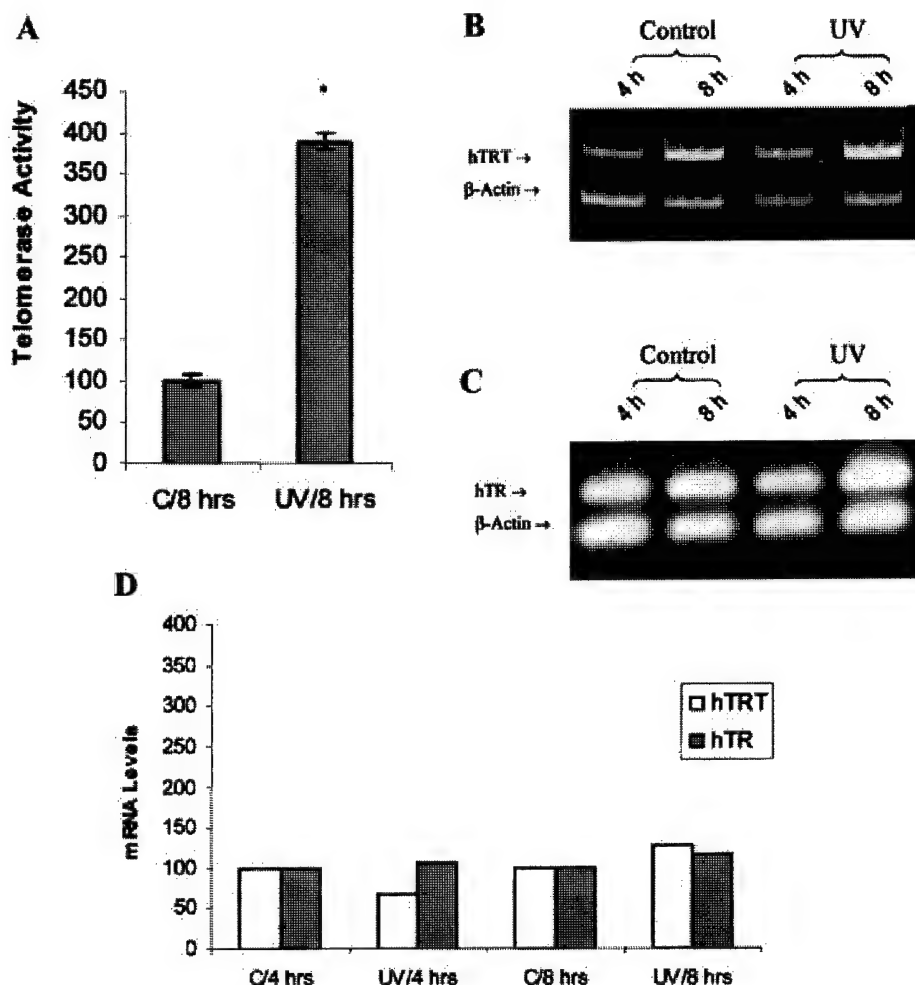 A
Telomerase Activity
450
*
400
350
300
250
200
150
100
50
0
C/8 hrs UV/8 hrs
B
Control UV
4 h 8 h 4 h 8 h
hTRT →
β-Actin →
C
Control UV
4 h 8 h 4 h 8 h
hTR →
β-Actin →
D
mRNA Levels
400
350
300
250
200
150
100
50
0
C/4 hrs UV/4 hrs C/8 hrs UV/8 hrs
hTRT
hTR